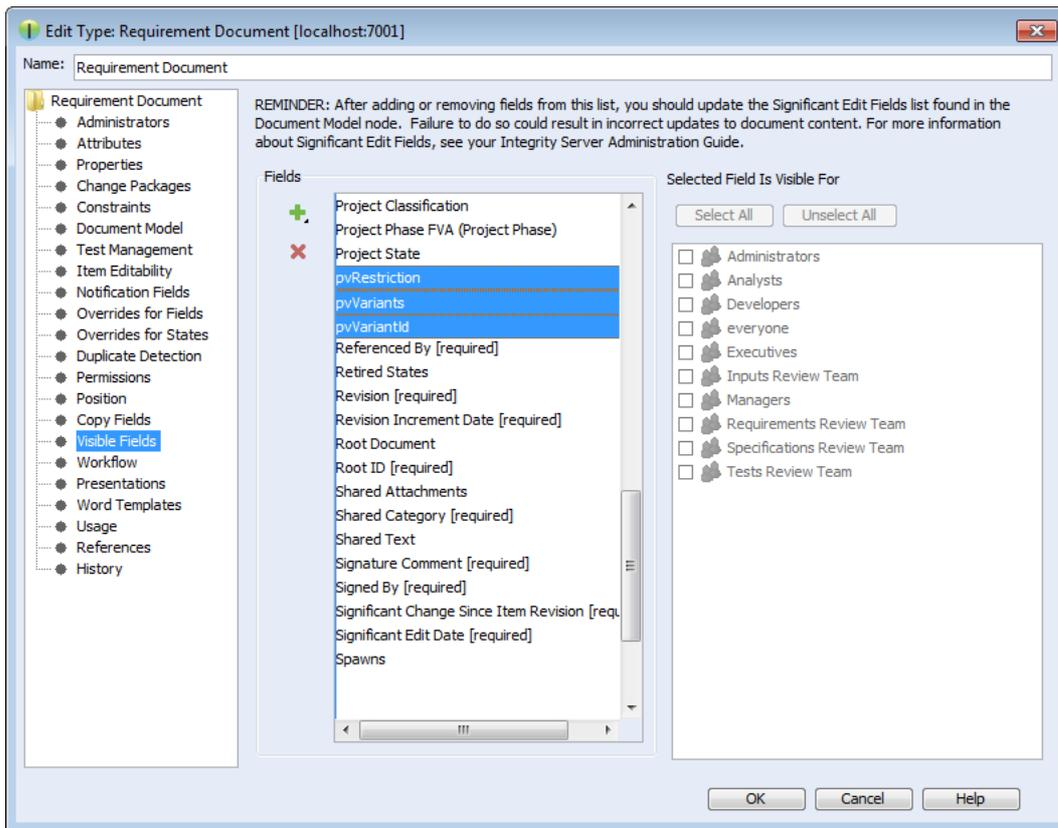 Edit Type: Requirement Document [localhost:7001]
Name: Requirement Document
Requirement Document
Administrators
Attributes
Properties
Change Packages
Constraints
Document Model
Test Management
Item Editability
Notification Fields
Overrides for Fields
Overrides for States
Duplicate Detection
Permissions
Position
Copy Fields
Visible Fields
Workflow
Presentations
Word Templates
Usage
References
History
REMINDER: After adding or removing fields from this list, you should update the Significant Edit Fields list found in the
Document Model node. Failure to do so could result in incorrect updates to document content. For more information
about Significant Edit Fields, see your Integrity Server Administration Guide.
Fields
Project Classification
Project Phase FVA (Project Phase)
Project State
pvRestriction
pvVariants
pvVariantId
Referenced By [required]
Retired States
Revision [required]
Revision Increment Date [required]
Root Document
Root ID [required]
Shared Attachments
Shared Category [required]
Shared Text
Signature Comment [required]
Signed By [required]
Significant Change Since Item Revision [requ
Significant Edit Date [required]
Spawns
Selected Field Is Visible For
Select All Unselect All
Administrators
Analysts
Developers
everyone
Executives
Inputs Review Team
Managers
Requirements Review Team
Specifications Review Team
Tests Review Team
OK Cancel Help